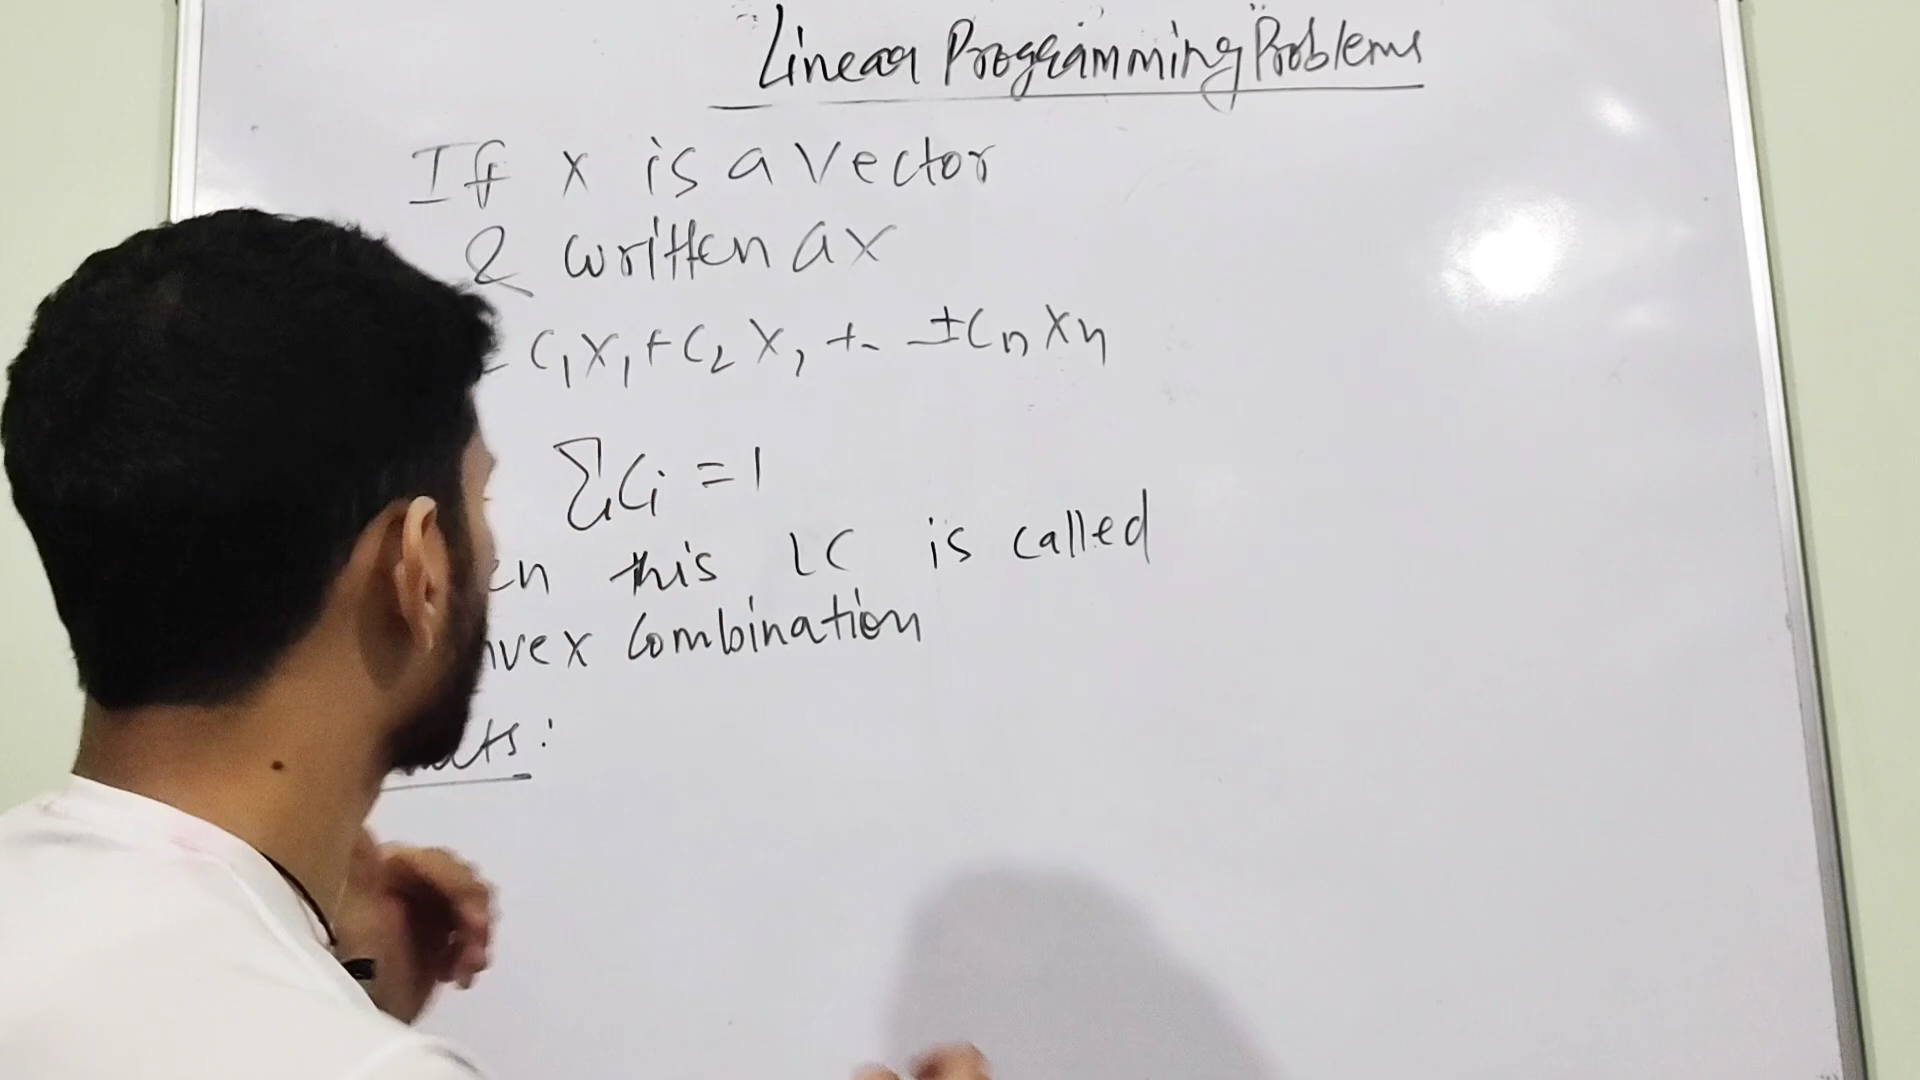 Linear Programming Problems
If x is a vector
& written ax
C₁X₁+C₂X₂ +- ±CₙXₙ
∑Cᵢ =1
this LC is called
Combination